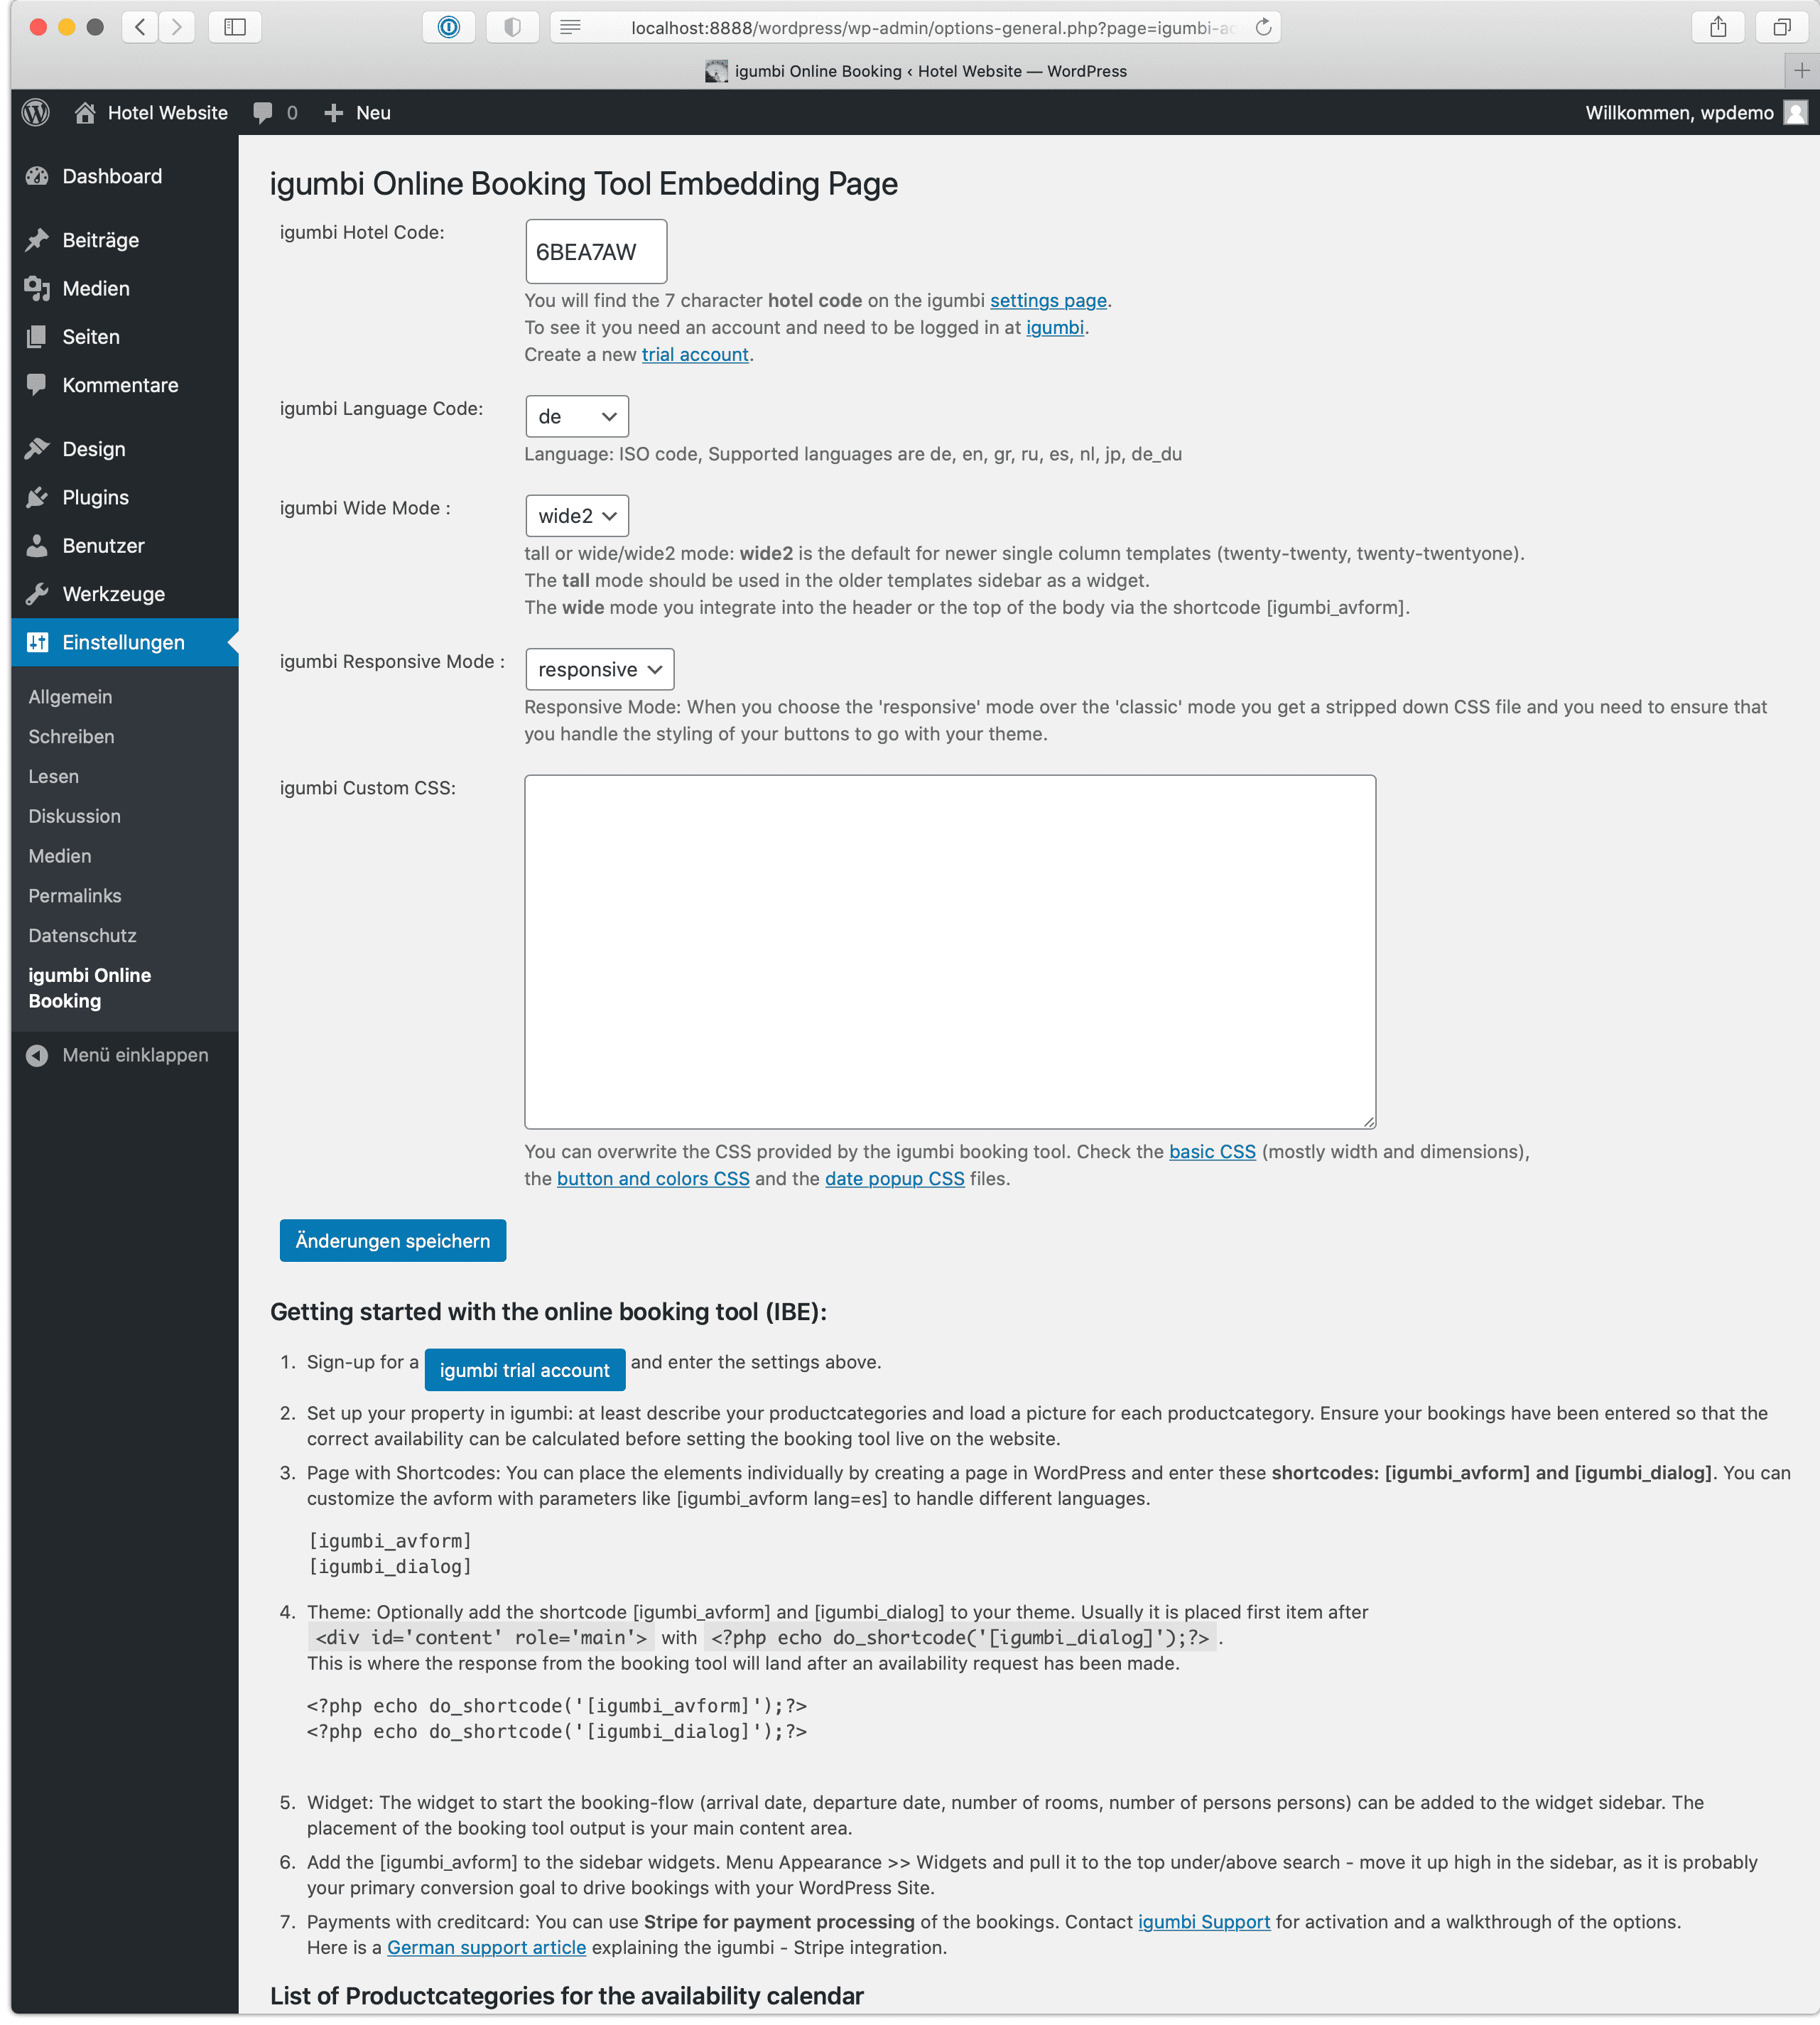 localhost:8888/wordpress/wp-admin/options-general.php?page=igumbi-ac
igumbi Online Booking ‹ Hotel Website — WordPress
Hotel Website 0 Neu
Willkommen, wpdemo
Dashboard
Beiträge
Medien
Seiten
Kommentare
Design
Plugins
Benutzer
Werkzeuge
Einstellungen
Allgemein
Schreiben
Lesen
Diskussion
Medien
Permalinks
Datenschutz
igumbi Online
Booking
Menü einklappen
igumbi Online Booking Tool Embedding Page
igumbi Hotel Code:
6BEA7AW
You will find the 7 character hotel code on the igumbi settings page.
To see it you need an account and need to be logged in at igumbi.
Create a new trial account.
igumbi Language Code:
de
Language: ISO code, Supported languages are de, en, gr, ru, es, nl, jp, de_du
igumbi Wide Mode :
wide2
tall or wide/wide2 mode: wide2 is the default for newer single column templates (twenty-twenty, twenty-twentyone).
The tall mode should be used in the older templates sidebar as a widget.
The wide mode you integrate into the header or the top of the body via the shortcode [igumbi_avform].
igumbi Responsive Mode :
responsive
Responsive Mode: When you choose the 'responsive' mode over the 'classic' mode you get a stripped down CSS file and you need to ensure that
you handle the styling of your buttons to go with your theme.
igumbi Custom CSS:
You can overwrite the CSS provided by the igumbi booking tool. Check the basic CSS (mostly width and dimensions),
the button and colors CSS and the date popup CSS files.
Änderungen speichern
Getting started with the online booking tool (IBE):
1. Sign-up for a igumbi trial account and enter the settings above.
2. Set up your property in igumbi: at least describe your productcategories and load a picture for each productcategory. Ensure your bookings have been entered so that the
correct availability can be calculated before setting the booking tool live on the website.
3. Page with Shortcodes: You can place the elements individually by creating a page in WordPress and enter these shortcodes: [igumbi_avform] and [igumbi_dialog]. You can
customize the avform with parameters like [igumbi_avform lang=es] to handle different languages.
[igumbi_avform]
[igumbi_dialog]
4. Theme: Optionally add the shortcode [igumbi_avform] and [igumbi_dialog] to your theme. Usually it is placed first item after
<div id='content' role='main'> with <?php echo do_shortcode('[igumbi_dialog]');?> .
This is where the response from the booking tool will land after an availability request has been made.
<?php echo do_shortcode('[igumbi_avform]');?>
<?php echo do_shortcode('[igumbi_dialog]');?>
5. Widget: The widget to start the booking-flow (arrival date, departure date, number of rooms, number of persons persons) can be added to the widget sidebar. The
placement of the booking tool output is your main content area.
6. Add the [igumbi_avform] to the sidebar widgets. Menu Appearance >> Widgets and pull it to the top under/above search - move it up high in the sidebar, as it is probably
your primary conversion goal to drive bookings with your WordPress Site.
7. Payments with creditcard: You can use Stripe for payment processing of the bookings. Contact igumbi Support for activation and a walkthrough of the options.
Here is a German support article explaining the igumbi - Stripe integration.
List of Productcategories for the availability calendar